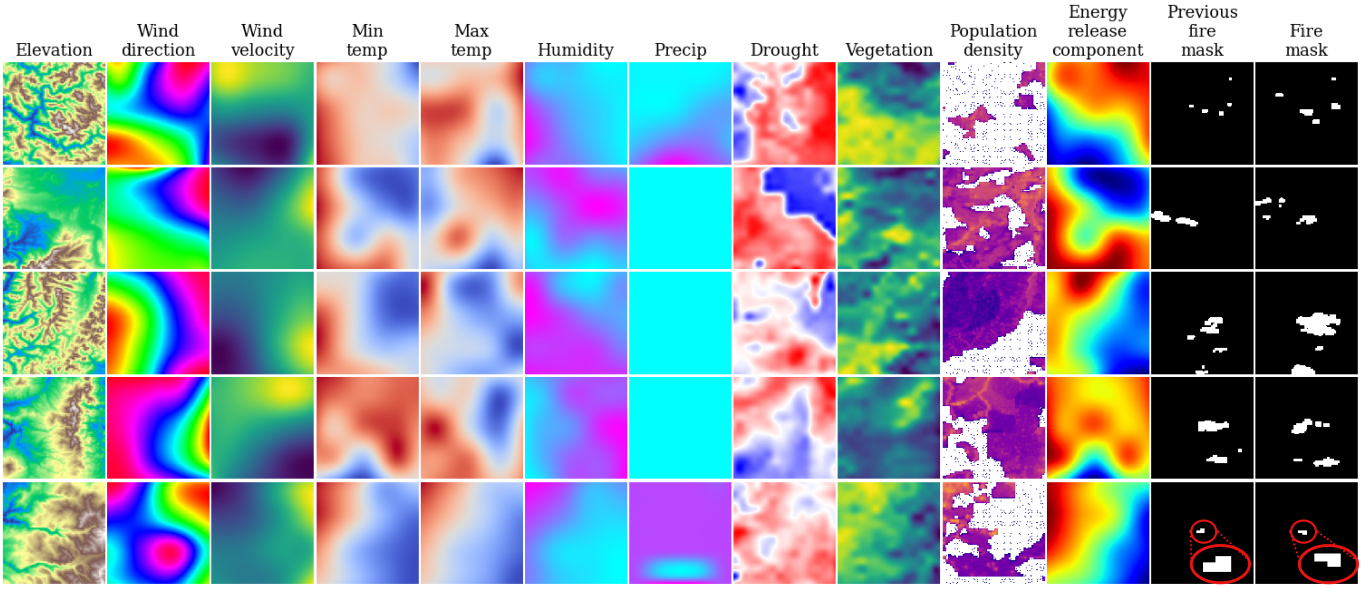 Elevation
Wind
direction
Wind
velocity
Min
temp
Max
temp
Humidity
Precip
Drought
Vegetation
Population
density
Energy
release
component
Previous
fire
mask
Fire
mask